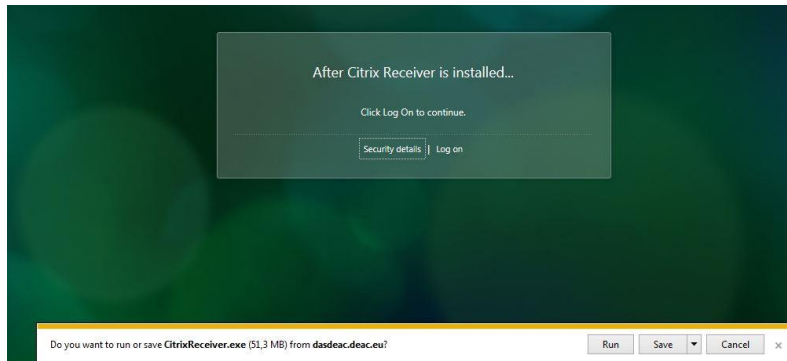 After Citrix Receiver is installed...
Click Log On to continue.
Security details | Log on
Do you want to run or save CitrixReceiver.exe (51,3 MB) from dasdeac.deac.eu?
Run Save Cancel